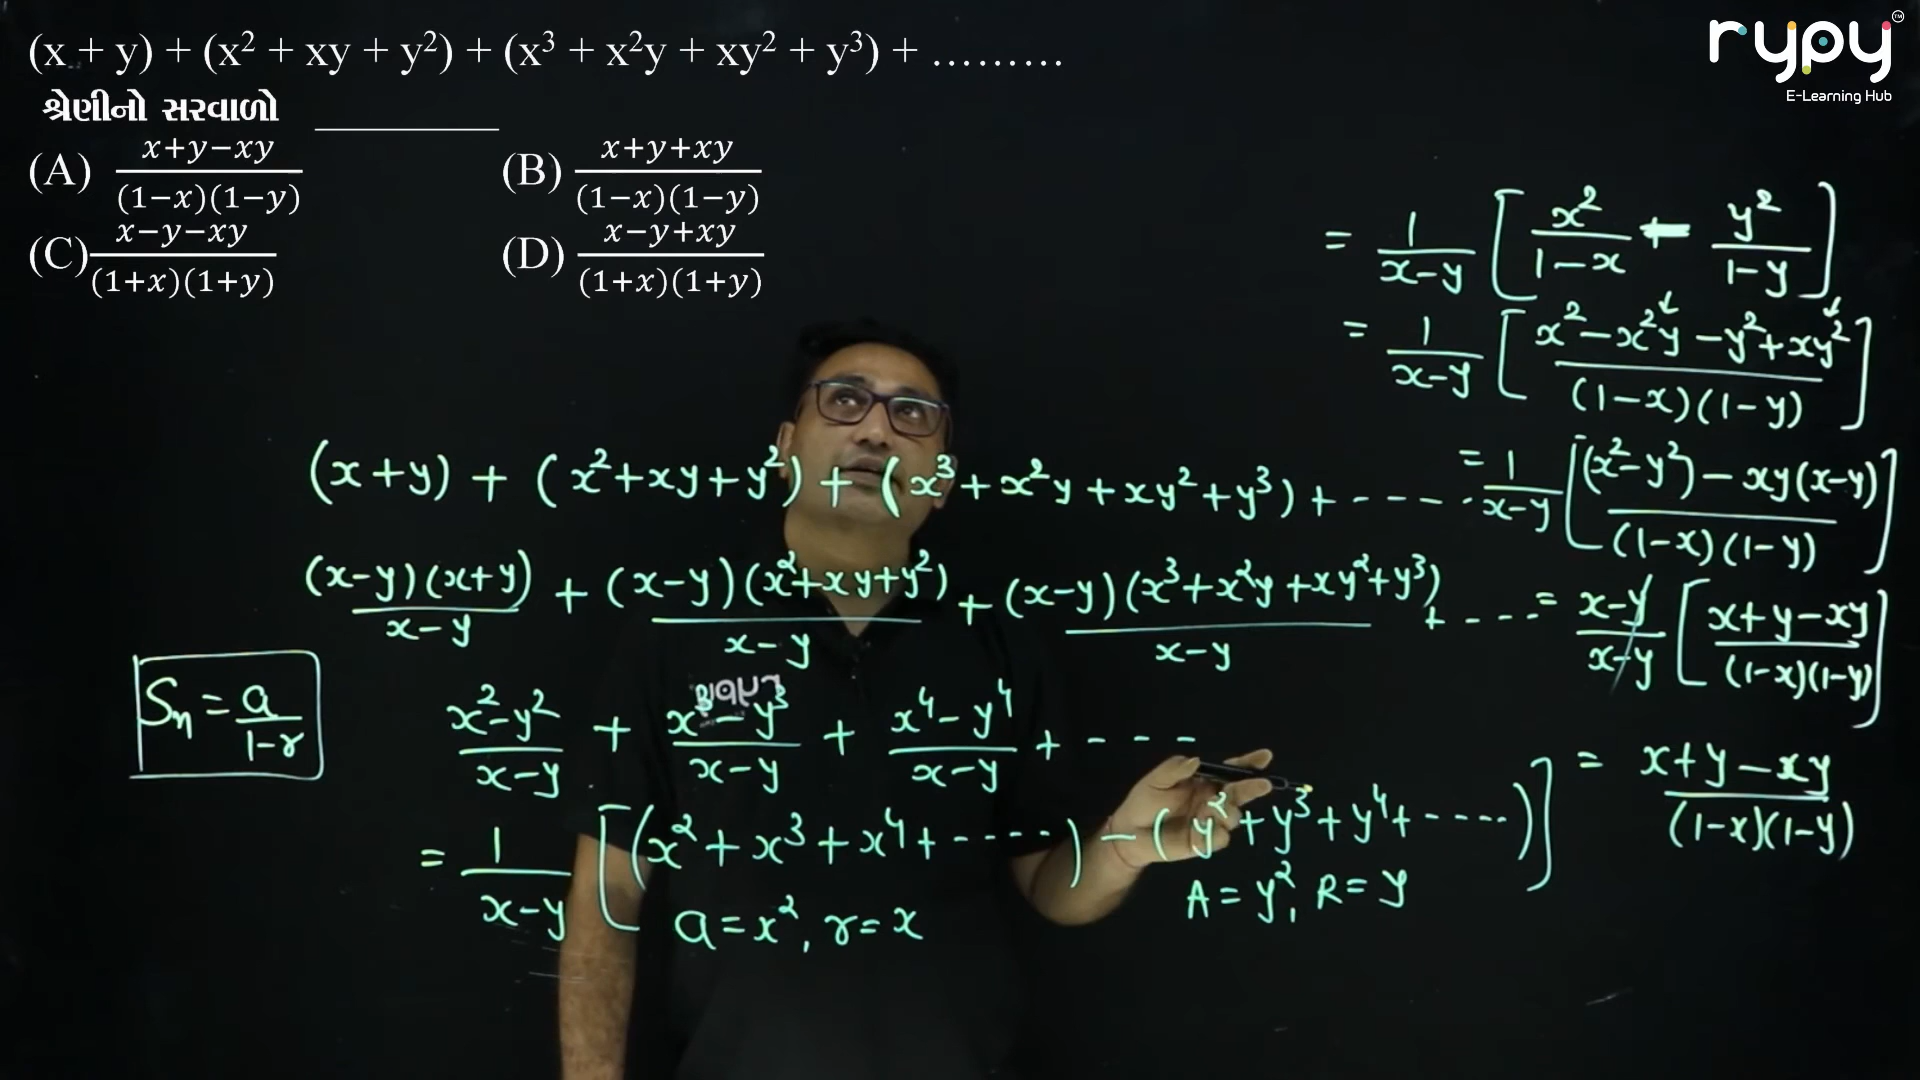 rypy™
E-Learning Hub
(x + y) + (x² + xy + y²) + (x³ + x²y + xy² + y³) + .........
શ્રેણીનો સરવાળો __________
(A) x+y−xy / (1−x)(1−y) (B) x+y+xy / (1−x)(1−y)
(C) x−y−xy / (1+x)(1+y) (D) x−y+xy / (1+x)(1+y)
(x+y) + (x²+xy+y²) + (x³+x²y+xy²+y³) + -----
(x-y)(x+y) / x-y + (x-y)(x²+xy+y²) / x-y + (x-y)(x³+x²y+xy²+y³) / x-y + ----
Sn = a / 1-r
x²-y² / x-y + x³-y³ / x-y + x⁴-y⁴ / x-y + ---
= 1 / x-y [(x²+x³+x⁴+-----) - (y²+y³+y⁴+----)]
a = x², r = x A = y², R = y
= 1 / x-y [x² / 1-x - y² / 1-y]
= 1 / x-y [x²-x²y-y²+xy² / (1-x)(1-y)]
= 1 / x-y [(x²-y²)-xy(x-y) / (1-x)(1-y)]
= x-y / x-y [x+y-xy / (1-x)(1-y)]
= x+y-xy / (1-x)(1-y)